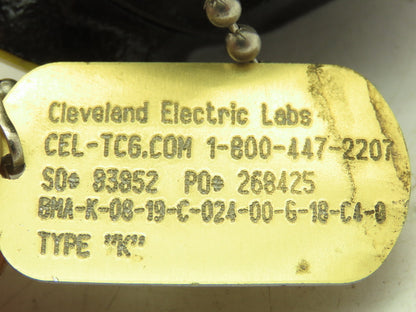 Cleveland Electric Labs
CEL-TCG.COM 1-800-447-2207
SO# 83852 PO# 268425
BMA-K-08-19-C-024-00-G-18-C4-0
TYPE "K"